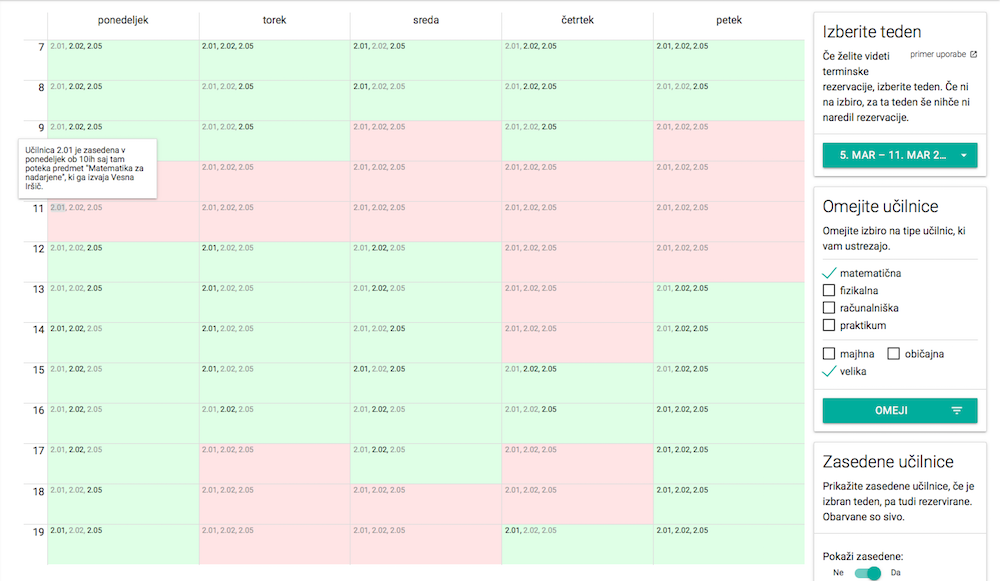 ponedeljek torek sreda četrtek petek
7 2.01, 2.02, 2.05 2.01, 2.02, 2.05 2.01, 2.02, 2.05 2.01, 2.02, 2.05 2.01, 2.02, 2.05
8 2.01, 2.02, 2.05 2.01, 2.02, 2.05 2.01, 2.02, 2.05 2.01, 2.02, 2.05 2.01, 2.02, 2.05
9 2.01, 2.02, 2.05 2.01, 2.02, 2.05 2.01, 2.02, 2.05 2.01, 2.02, 2.05 2.01, 2.02, 2.05
Učilnica 2.01 je zasedena v
ponedeljek ob 10ih saj tam
poteka predmet "Matematika za
nadarjene", ki ga izvaja Vesna
Iršič.
2.01, 2.02, 2.05 2.01, 2.02, 2.05 2.01, 2.02, 2.05 2.01, 2.02, 2.05
11 2.01, 2.02, 2.05 2.01, 2.02, 2.05 2.01, 2.02, 2.05 2.01, 2.02, 2.05 2.01, 2.02, 2.05
12 2.01, 2.02, 2.05 2.01, 2.02, 2.05 2.01, 2.02, 2.05 2.01, 2.02, 2.05 2.01, 2.02, 2.05
13 2.01, 2.02, 2.05 2.01, 2.02, 2.05 2.01, 2.02, 2.05 2.01, 2.02, 2.05 2.01, 2.02, 2.05
14 2.01, 2.02, 2.05 2.01, 2.02, 2.05 2.01, 2.02, 2.05 2.01, 2.02, 2.05 2.01, 2.02, 2.05
15 2.01, 2.02, 2.05 2.01, 2.02, 2.05 2.01, 2.02, 2.05 2.01, 2.02, 2.05 2.01, 2.02, 2.05
16 2.01, 2.02, 2.05 2.01, 2.02, 2.05 2.01, 2.02, 2.05 2.01, 2.02, 2.05 2.01, 2.02, 2.05
17 2.01, 2.02, 2.05 2.01, 2.02, 2.05 2.01, 2.02, 2.05 2.01, 2.02, 2.05 2.01, 2.02, 2.05
18 2.01, 2.02, 2.05 2.01, 2.02, 2.05 2.01, 2.02, 2.05 2.01, 2.02, 2.05 2.01, 2.02, 2.05
19 2.01, 2.02, 2.05 2.01, 2.02, 2.05 2.01, 2.02, 2.05 2.01, 2.02, 2.05 2.01, 2.02, 2.05
Izberite teden
primer uporabe
Če želite videti
terminske
rezervacije, izberite teden. Če ni
na izbiro, za ta teden še nihče ni
naredil rezervacije.
5. MAR – 11. MAR 2...
Omejite učilnice
Omejite izbiro na tipe učilnic, ki
vam ustrezajo.
matematična
fizikalna
računalniška
praktikum
majhna običajna
velika
OMEJI
Zasedene učilnice
Prikažite zasedene učilnice, če je
izbran teden, pa tudi rezervirane.
Obarvane so sivo.
Pokaži zasedene:
Ne Da